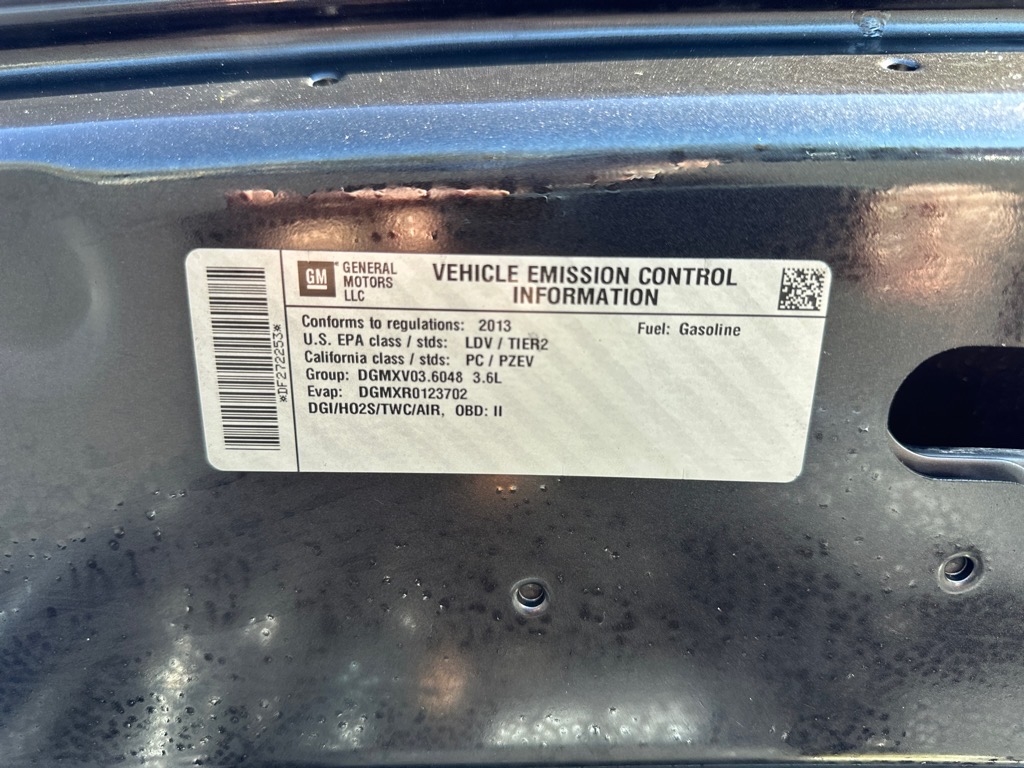 GM GENERAL MOTORS LLC
VEHICLE EMISSION CONTROL
INFORMATION
*DF272253*
Conforms to regulations: 2013 Fuel: Gasoline
U.S. EPA class / stds: LDV / TIER2
California class / stds: PC / PZEV
Group: DGMXV03.6048 3.6L
Evap: DGMXR0123702
DGI/HO2S/TWC/AIR, OBD: II